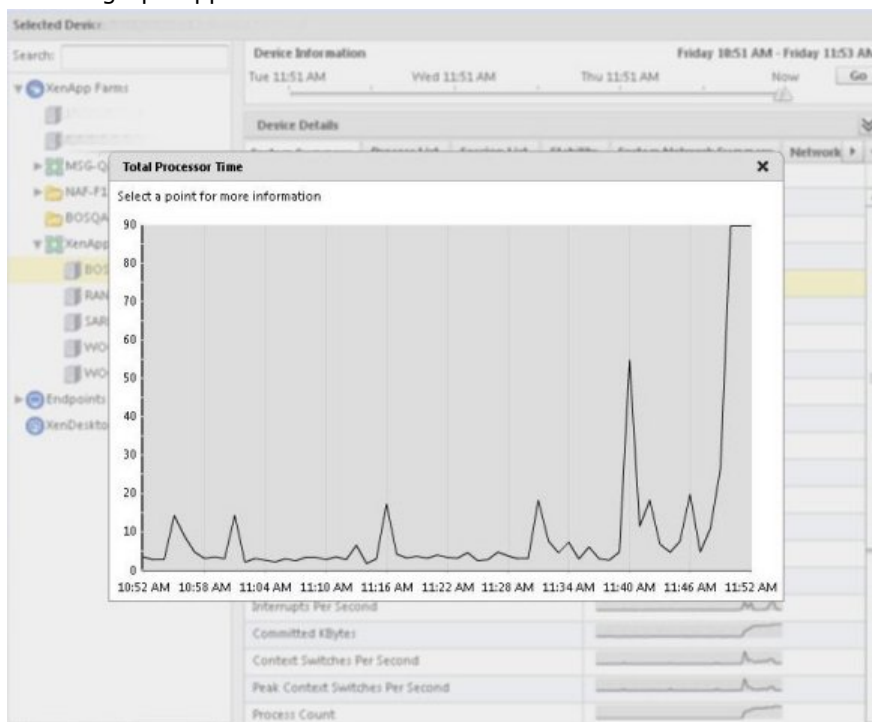 Selected Device
Search:
Device Information
Friday 10:51 AM - Friday 11:53 AM
Tue 11:51 AM
Wed 11:51 AM
Thu 11:51 AM
Now
Go
XenApp Farms
Device Details
Network
MSG-Q
NAF-F1
BOSQA
XenApp
BOS
RAN
SAR
WO
WO
Endpoints
XenDeskto
Total Processor Time
Select a point for more information
90
80
70
60
50
40
30
20
10
0
10:52 AM 10:58 AM 11:04 AM 11:10 AM 11:16 AM 11:22 AM 11:28 AM 11:34 AM 11:40 AM 11:46 AM 11:52 AM
Interrupts Per Second
Committed KBytes
Context Switches Per Second
Peak Context Switches Per Second
Process Count